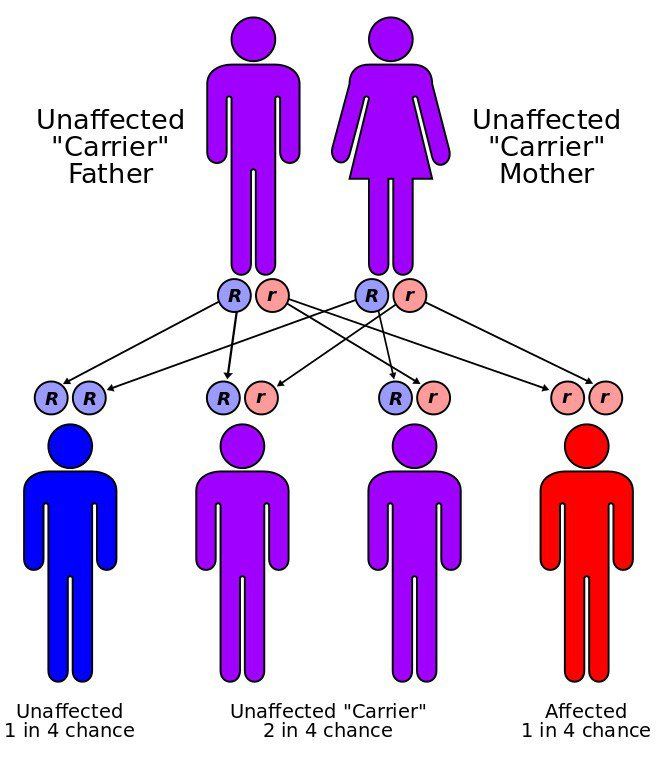 Unaffected
"Carrier"
Father
Unaffected
"Carrier"
Mother
R r R r
R R R r R r r r
Unaffected
1 in 4 chance
Unaffected "Carrier"
2 in 4 chance
Affected
1 in 4 chance